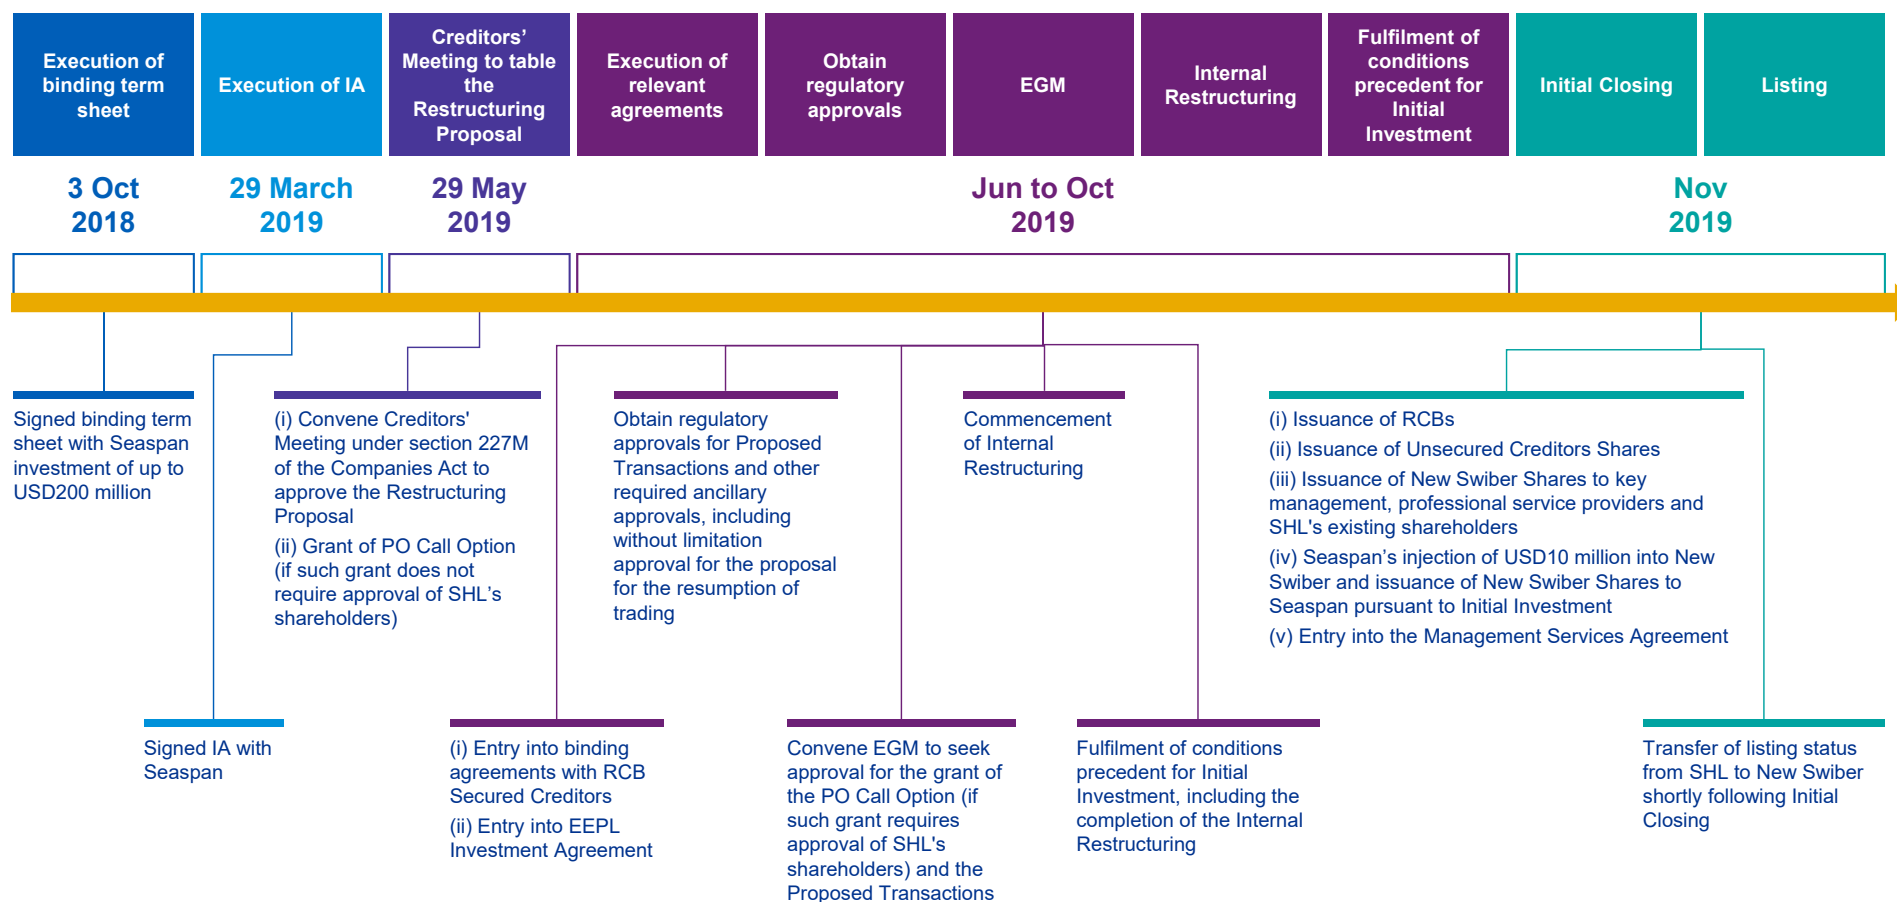 Execution of
binding term
sheet
Execution of IA
Creditors’
Meeting to table
the
Restructuring
Proposal
Execution of
relevant
agreements
Obtain
regulatory
approvals
EGM
Internal
Restructuring
Fulfilment of
conditions
precedent for
Initial
Investment
Initial Closing
Listing
3 Oct
2018
29 March
2019
29 May
2019
Jun to Oct
2019
Nov
2019
Signed binding term
sheet with Seaspan
investment of up to
USD200 million
(i) Convene Creditors'
Meeting under section 227M
of the Companies Act to
approve the Restructuring
Proposal
(ii) Grant of PO Call Option
(if such grant does not
require approval of SHL’s
shareholders)
Obtain regulatory
approvals for Proposed
Transactions and other
required ancillary
approvals, including
without limitation
approval for the proposal
for the resumption of
trading
Commencement
of Internal
Restructuring
(i) Issuance of RCBs
(ii) Issuance of Unsecured Creditors Shares
(iii) Issuance of New Swiber Shares to key
management, professional service providers and
SHL's existing shareholders
(iv) Seaspan’s injection of USD10 million into New
Swiber and issuance of New Swiber Shares to
Seaspan pursuant to Initial Investment
(v) Entry into the Management Services Agreement
Signed IA with
Seaspan
(i) Entry into binding
agreements with RCB
Secured Creditors
(ii) Entry into EEPL
Investment Agreement
Convene EGM to seek
approval for the grant of
the PO Call Option (if
such grant requires
approval of SHL's
shareholders) and the
Proposed Transactions
Fulfilment of conditions
precedent for Initial
Investment, including the
completion of the Internal
Restructuring
Transfer of listing status
from SHL to New Swiber
shortly following Initial
Closing